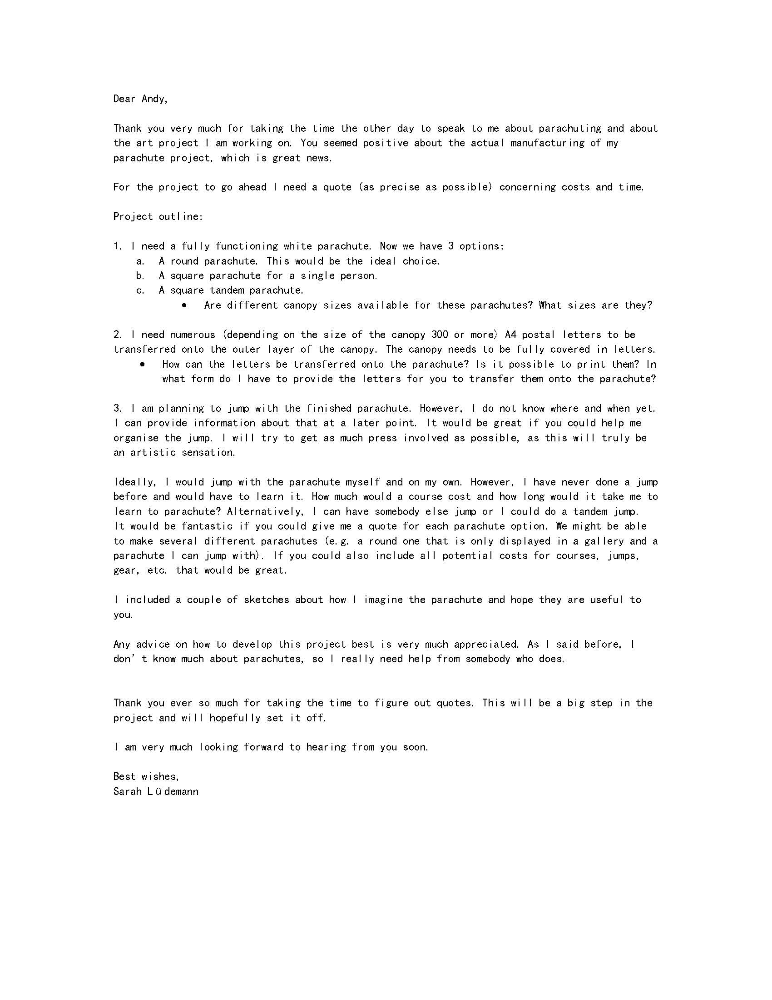 Dear Andy,
Thank you very much for taking the time the other day to speak to me about parachuting and about
the art project I am working on. You seemed positive about the actual manufacturing of my
parachute project, which is great news.
For the project to go ahead I need a quote (as precise as possible) concerning costs and time.
Project outline:
1. I need a fully functioning white parachute. Now we have 3 options:
a. A round parachute. This would be the ideal choice.
b. A square parachute for a single person.
c. A square tandem parachute.
• Are different canopy sizes available for these parachutes? What sizes are they?
2. I need numerous (depending on the size of the canopy 300 or more) A4 postal letters to be
transferred onto the outer layer of the canopy. The canopy needs to be fully covered in letters.
• How can the letters be transferred onto the parachute? Is it possible to print them? In
what form do I have to provide the letters for you to transfer them onto the parachute?
3. I am planning to jump with the finished parachute. However, I do not know where and when yet.
I can provide information about that at a later point. It would be great if you could help me
organise the jump. I will try to get as much press involved as possible, as this will truly be
an artistic sensation.
Ideally, I would jump with the parachute myself and on my own. However, I have never done a jump
before and would have to learn it. How much would a course cost and how long would it take me to
learn to parachute? Alternatively, I can have somebody else jump or I could do a tandem jump.
It would be fantastic if you could give me a quote for each parachute option. We might be able
to make several different parachutes (e.g. a round one that is only displayed in a gallery and a
parachute I can jump with). If you could also include all potential costs for courses, jumps,
gear, etc. that would be great.
I included a couple of sketches about how I imagine the parachute and hope they are useful to
you.
Any advice on how to develop this project best is very much appreciated. As I said before, I
don’t know much about parachutes, so I really need help from somebody who does.
Thank you ever so much for taking the time to figure out quotes. This will be a big step in the
project and will hopefully set it off.
I am very much looking forward to hearing from you soon.
Best wishes,
Sarah Lüdemann